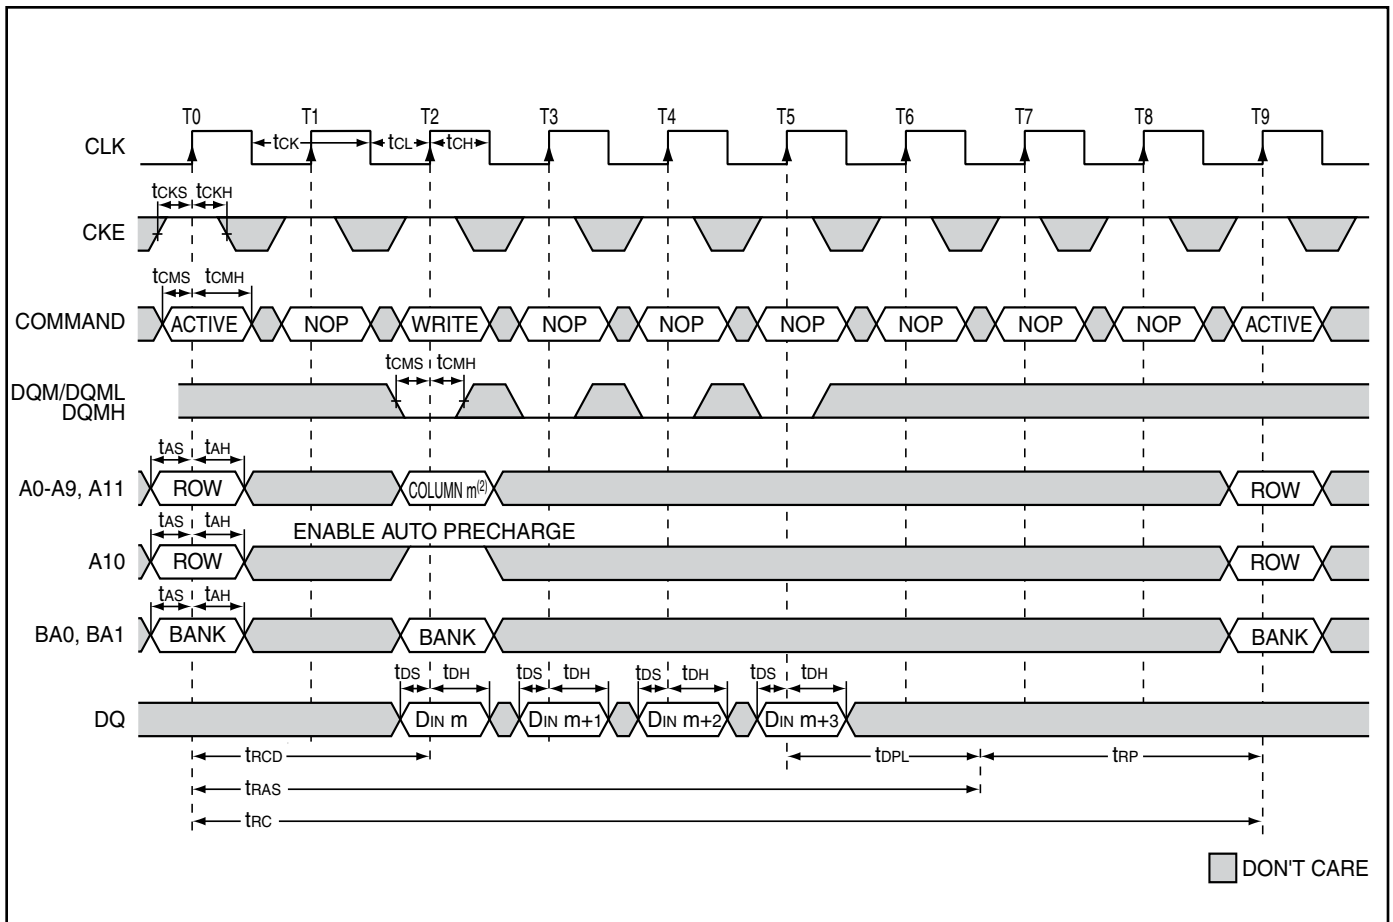 T0 T1 T2 T3 T4 T5 T6 T7 T8 T9
CLK tCK tCL tCH
tCKS tCKH
CKE
tCMS tCMH
COMMAND ACTIVE NOP WRITE NOP NOP NOP NOP NOP NOP ACTIVE
tCMS tCMH
DQM/DQML
DQMH
tAS tAH
A0-A9, A11 ROW COLUMN m(2) ROW
tAS tAH ENABLE AUTO PRECHARGE
A10 ROW ROW
tAS tAH
BA0, BA1 BANK BANK BANK
tDS tDH tDS tDH tDS tDH tDS tDH
DQ DIN m DIN m+1 DIN m+2 DIN m+3
tRCD tDPL tRP
tRAS
tRC
DON'T CARE